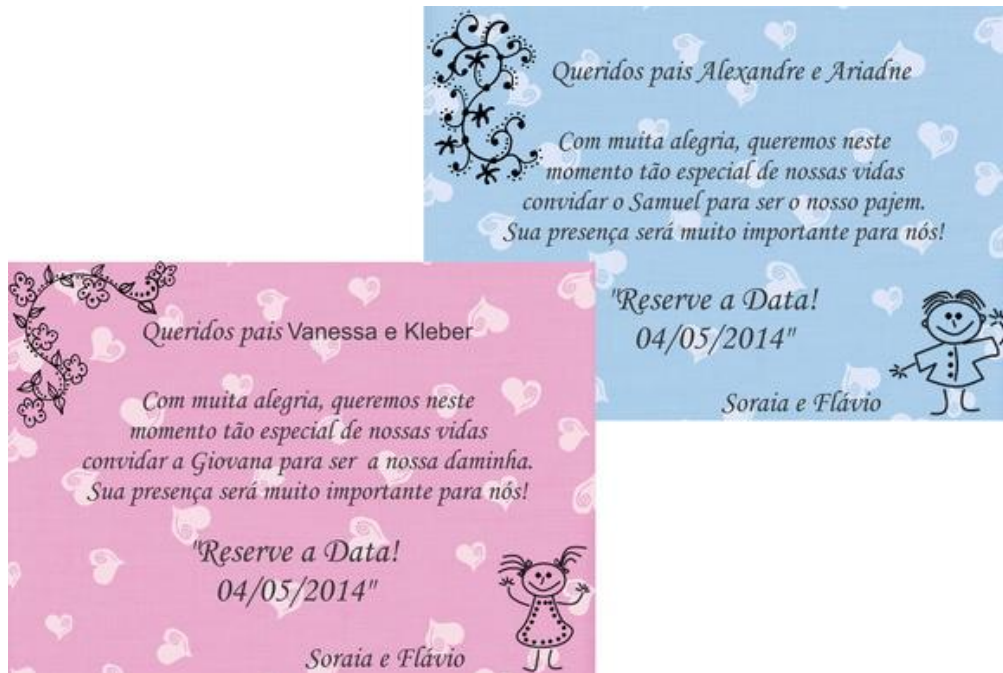 Queridos pais Alexandre e Ariadne
Com muita alegria, queremos neste
momento tão especial de nossas vidas
convidar o Samuel para ser o nosso pajem.
Sua presença será muito importante para nós!
"Reserve a Data!
04/05/2014"
Soraia e Flávio
Queridos pais Vanessa e Kleber
Com muita alegria, queremos neste
momento tão especial de nossas vidas
convidar a Giovana para ser a nossa daminha.
Sua presença será muito importante para nós!
"Reserve a Data!
04/05/2014"
Soraia e Flávio